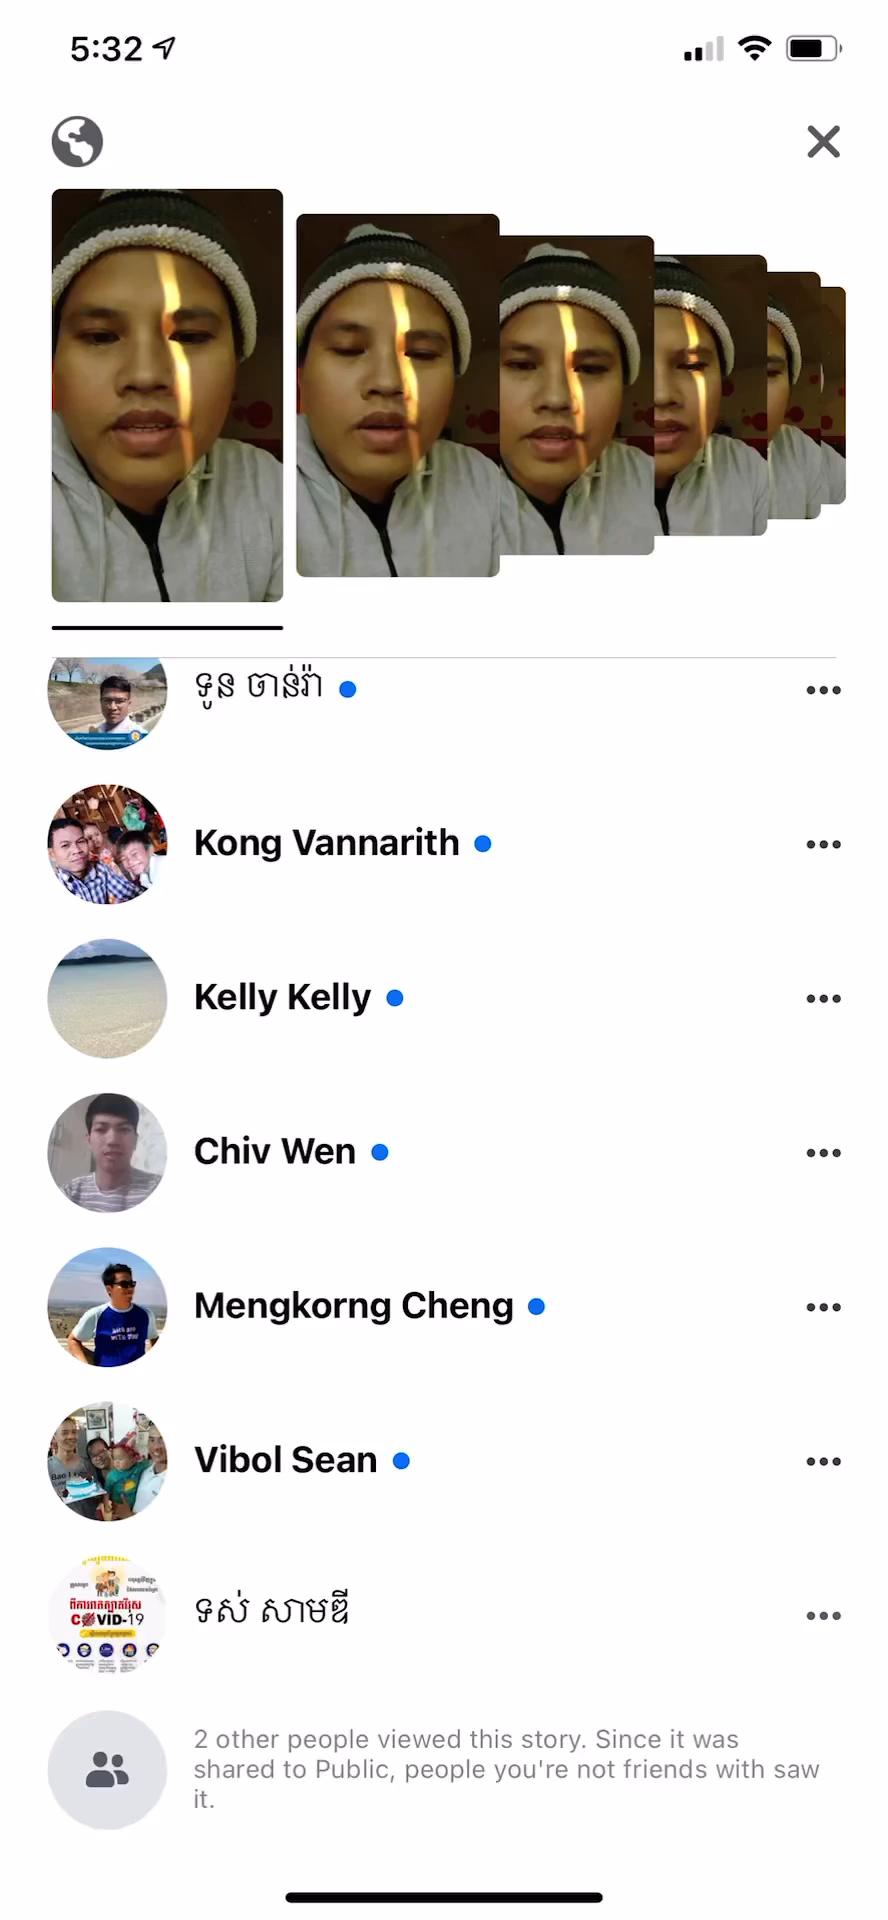 5:32
ទូន ចាន់រ៉ា
Kong Vannarith
Kelly Kelly
Chiv Wen
Mengkorng Cheng
Vibol Sean
COVID-19
ទស់ សាមឌី
2 other people viewed this story. Since it was
shared to Public, people you're not friends with saw
it.